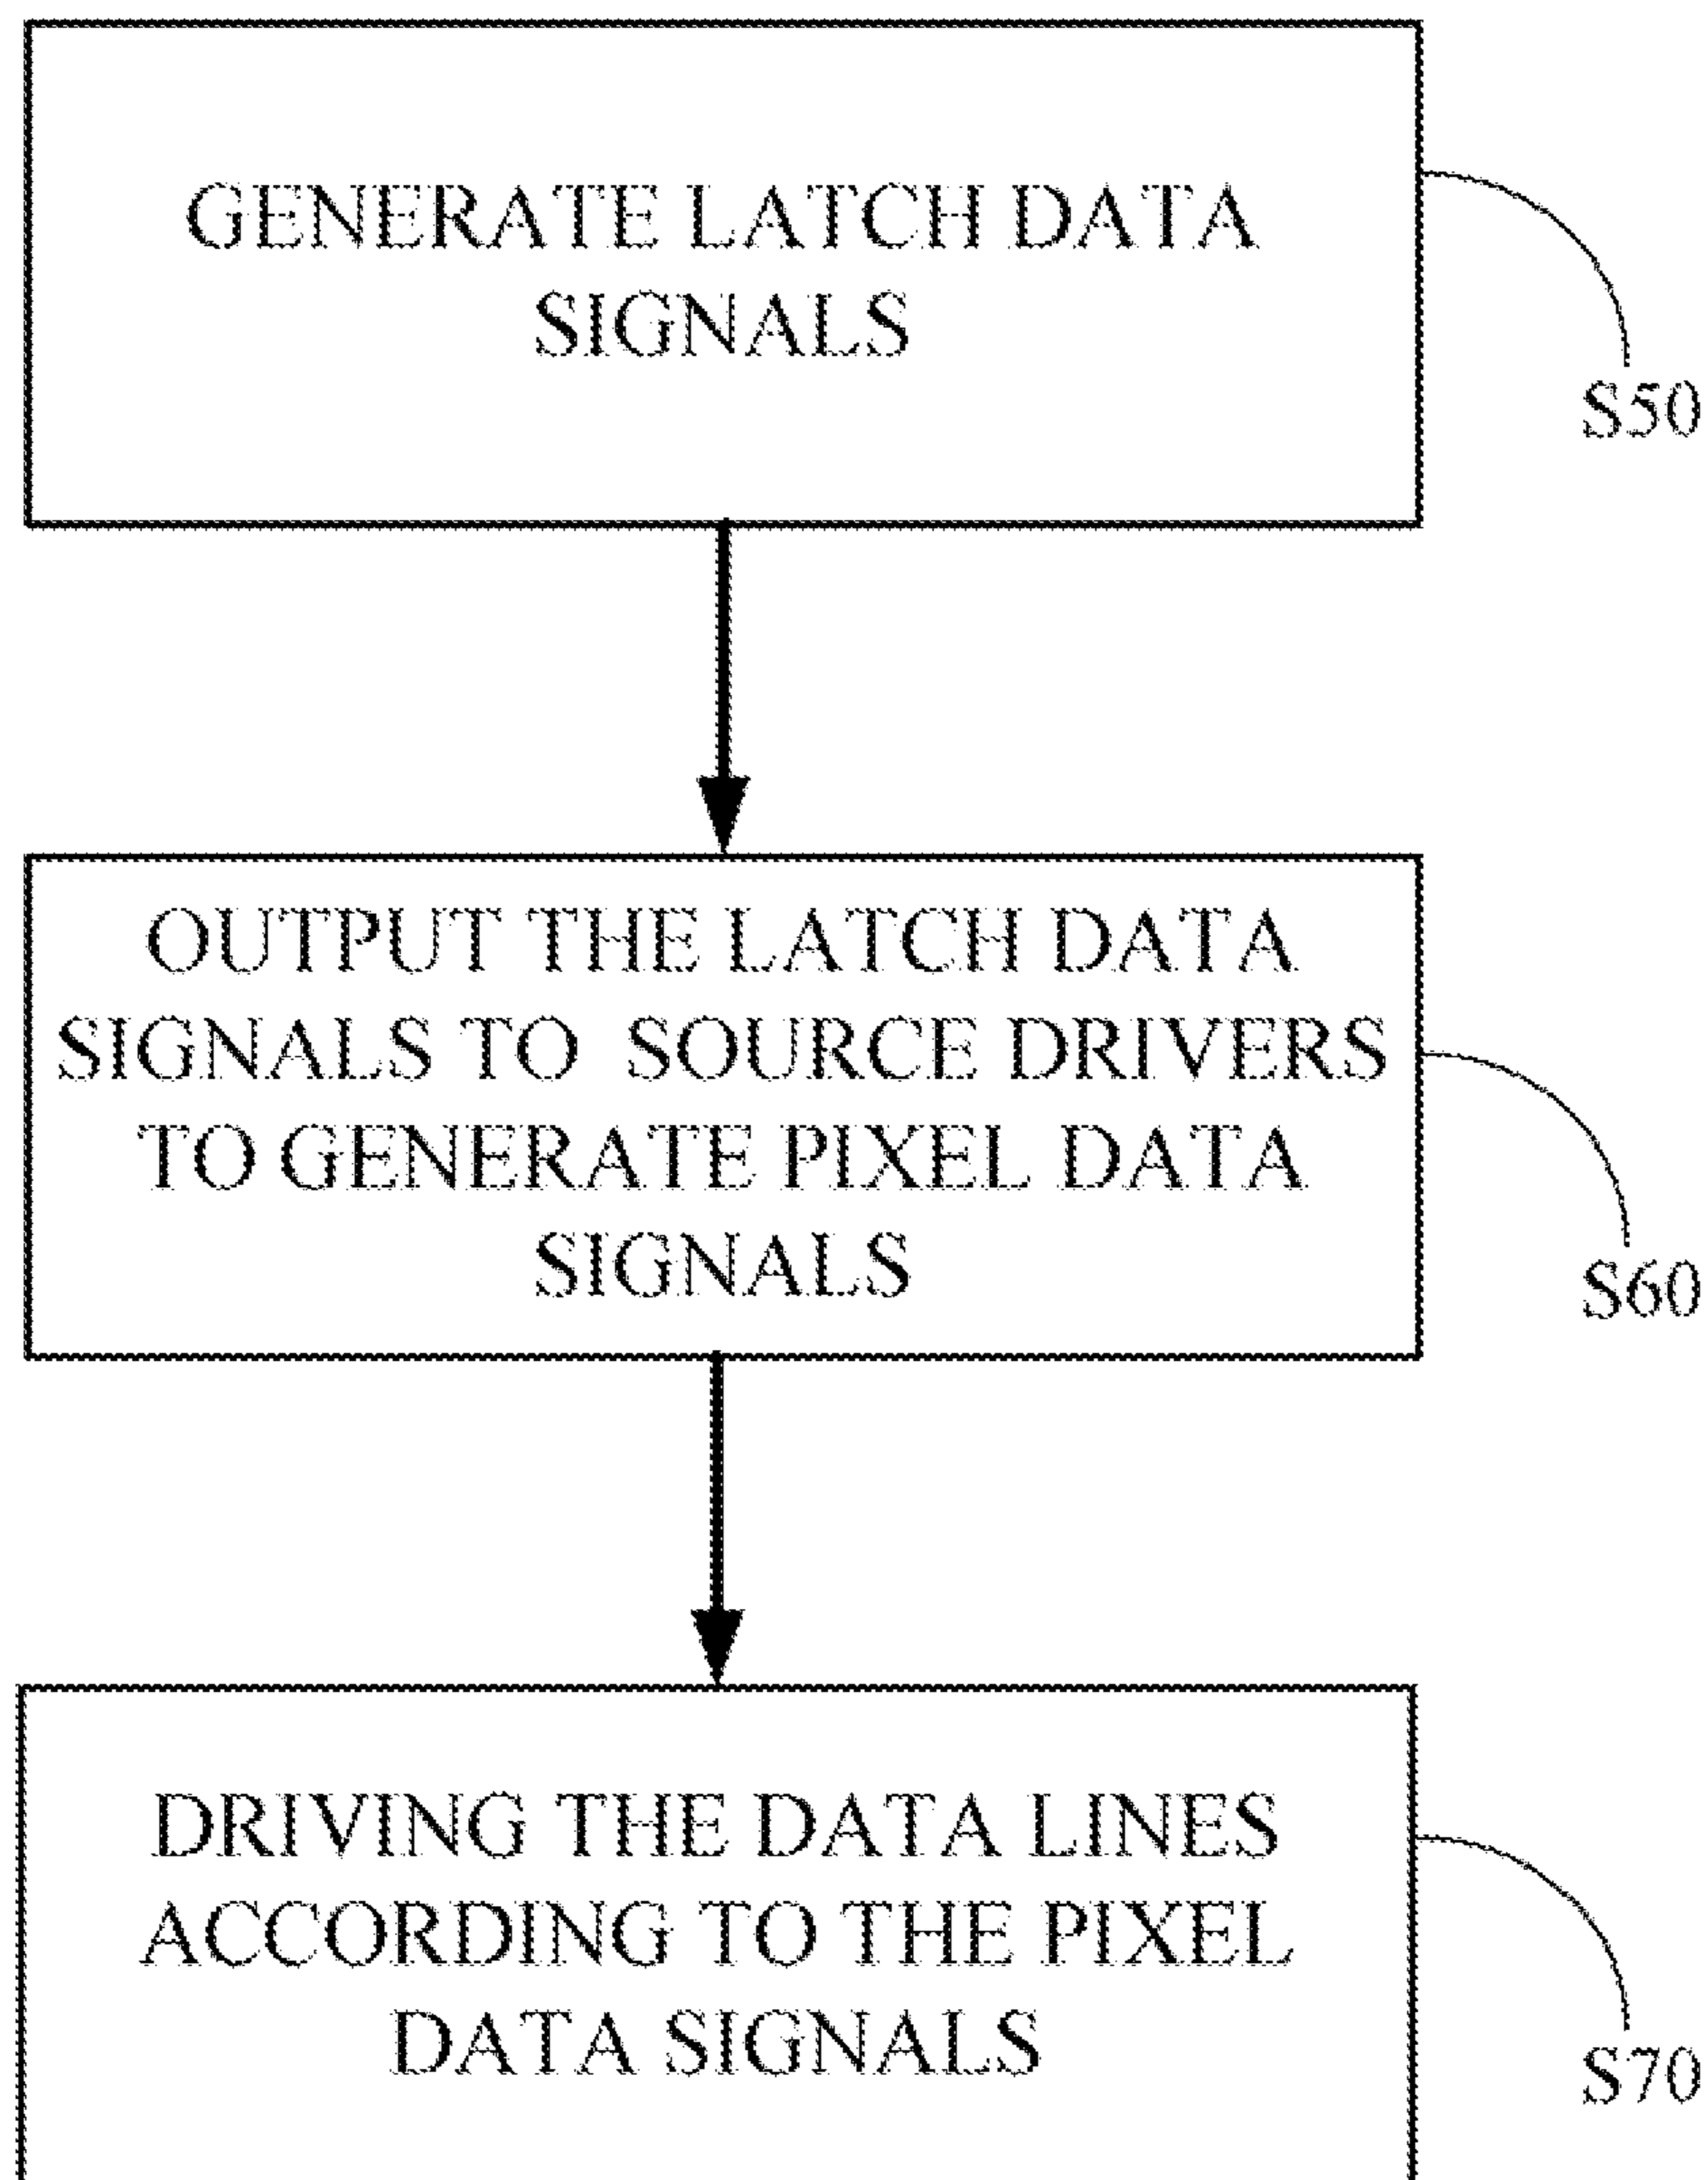 GENERATE LATCH DATA
SIGNALS
S50
OUTPUT THE LATCH DATA
SIGNALS TO SOURCE DRIVERS
TO GENERATE PIXEL DATA
SIGNALS
S60
DRIVING THE DATA LINES
ACCORDING TO THE PIXEL
DATA SIGNALS
S70